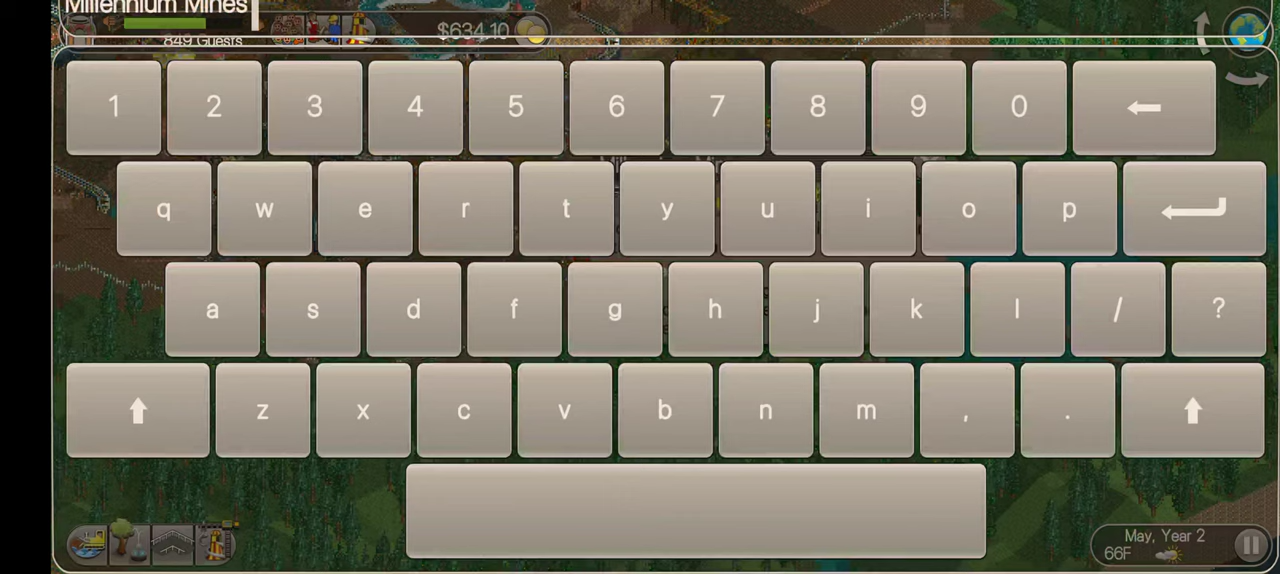 Millennium Mines
849 Guests
$634.10
1 2 3 4 5 6 7 8 9 0
q w e r t y u i o p
a s d f g h j k l / ?
z x c v b n m , .
May, Year 2
66F